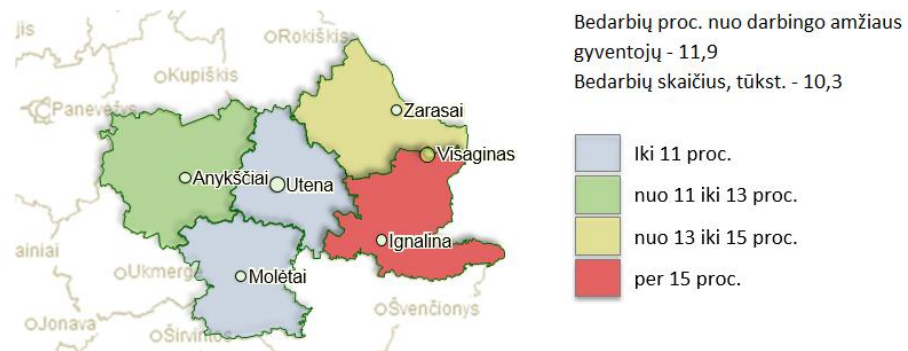 Bedarbių proc. nuo darbingo amžiaus
gyventojų - 11,9
Bedarbių skaičius, tūkst. - 10,3
Iki 11 proc.
nuo 11 iki 13 proc.
nuo 13 iki 15 proc.
per 15 proc.
jis
Rokiškis
Kupiškis
Panevėžys
Zarasai
Visaginas
Anykščiai
Utena
Ignalina
ainiai
Ukmergė
Molėtai
Švenčionys
Jonava
Širvintos